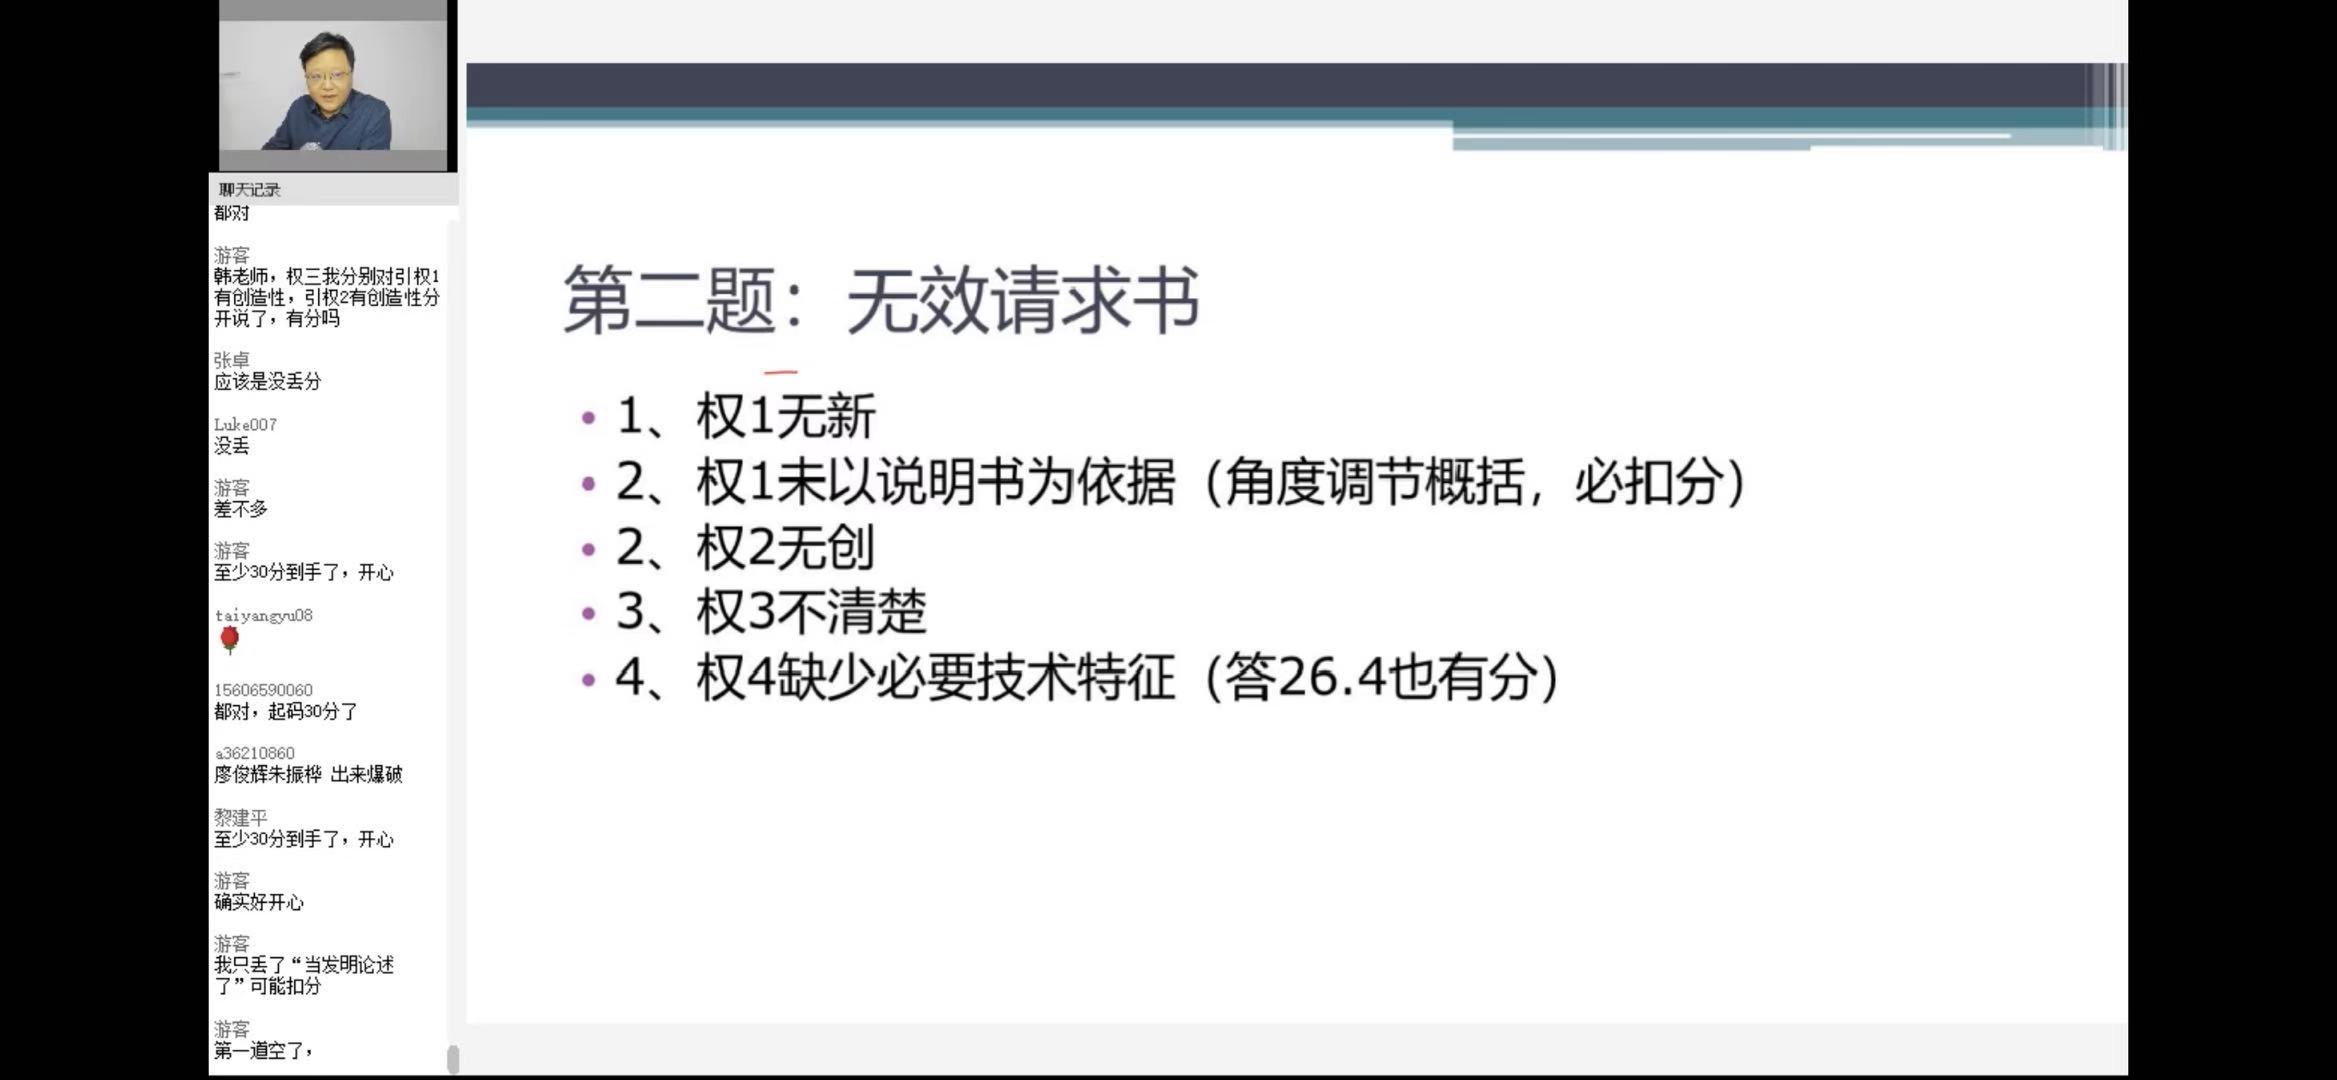 聊天记录
都对
游客
韩老师，权三我分别对引权1
有创造性，引权2有创造性分
开说了，有分吗
张卓
应该是没丢分
Luke007
没丢
游客
差不多
游客
至少30分到手了，开心
taiyangyu08
15606590060
都对，起码30分了
a36210860
廖俊辉朱振桦 出来爆破
黎建平
至少30分到手了，开心
游客
确实好开心
游客
我只丢了“当发明论述
了”可能扣分
游客
第一道空了，
第二题：无效请求书
• 1、权1无新
• 2、权1未以说明书为依据（角度调节概括，必扣分）
• 2、权2无创
• 3、权3不清楚
• 4、权4缺少必要技术特征（答26.4也有分）